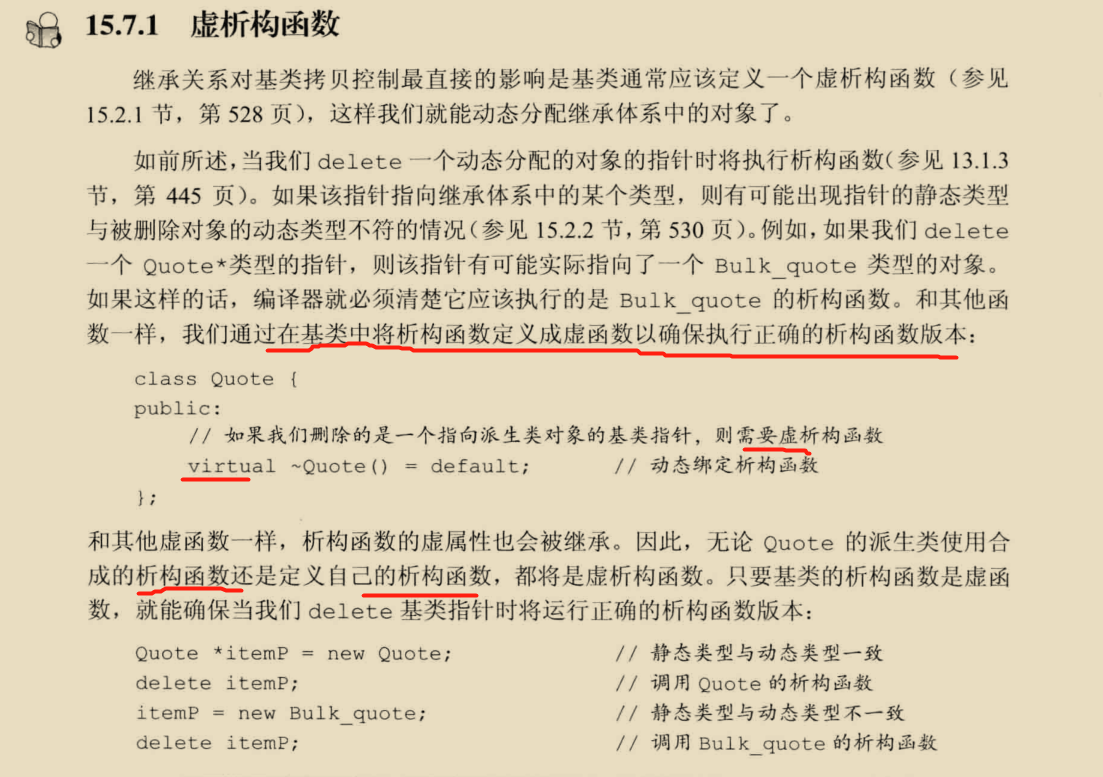 15.7.1 虚析构函数
继承关系对基类拷贝控制最直接的影响是基类通常应该定义一个虚析构函数（参见
15.2.1 节，第 528 页），这样我们就能动态分配继承体系中的对象了。
如前所述，当我们 delete 一个动态分配的对象的指针时将执行析构函数（参见 13.1.3
节，第 445 页）。如果该指针指向继承体系中的某个类型，则有可能出现指针的静态类型
与被删除对象的动态类型不符的情况（参见 15.2.2 节，第 530 页）。例如，如果我们 delete
一个 Quote*类型的指针，则该指针有可能实际指向了一个 Bulk_quote 类型的对象。
如果这样的话，编译器就必须清楚它应该执行的是 Bulk_quote 的析构函数。和其他函
数一样，我们通过在基类中将析构函数定义成虚函数以确保执行正确的析构函数版本：
class Quote {
public:
// 如果我们删除的是一个指向派生类对象的基类指针，则需要虚析构函数
virtual ~Quote() = default; // 动态绑定析构函数
};
和其他虚函数一样，析构函数的虚属性也会被继承。因此，无论 Quote 的派生类使用合
成的析构函数还是定义自己的析构函数，都将是虚析构函数。只要基类的析构函数是虚函
数，就能确保当我们 delete 基类指针时将运行正确的析构函数版本：
Quote *itemP = new Quote; // 静态类型与动态类型一致
delete itemP; // 调用 Quote 的析构函数
itemP = new Bulk_quote; // 静态类型与动态类型不一致
delete itemP; // 调用 Bulk_quote 的析构函数